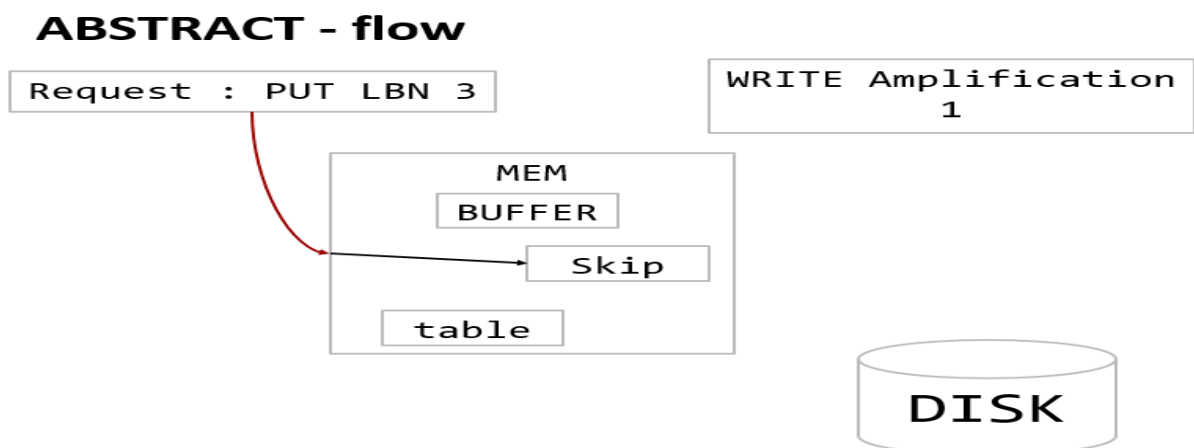 ABSTRACT - flow
Request : PUT LBN 3
WRITE Amplification
1
MEM
BUFFER
Skip
table
DISK